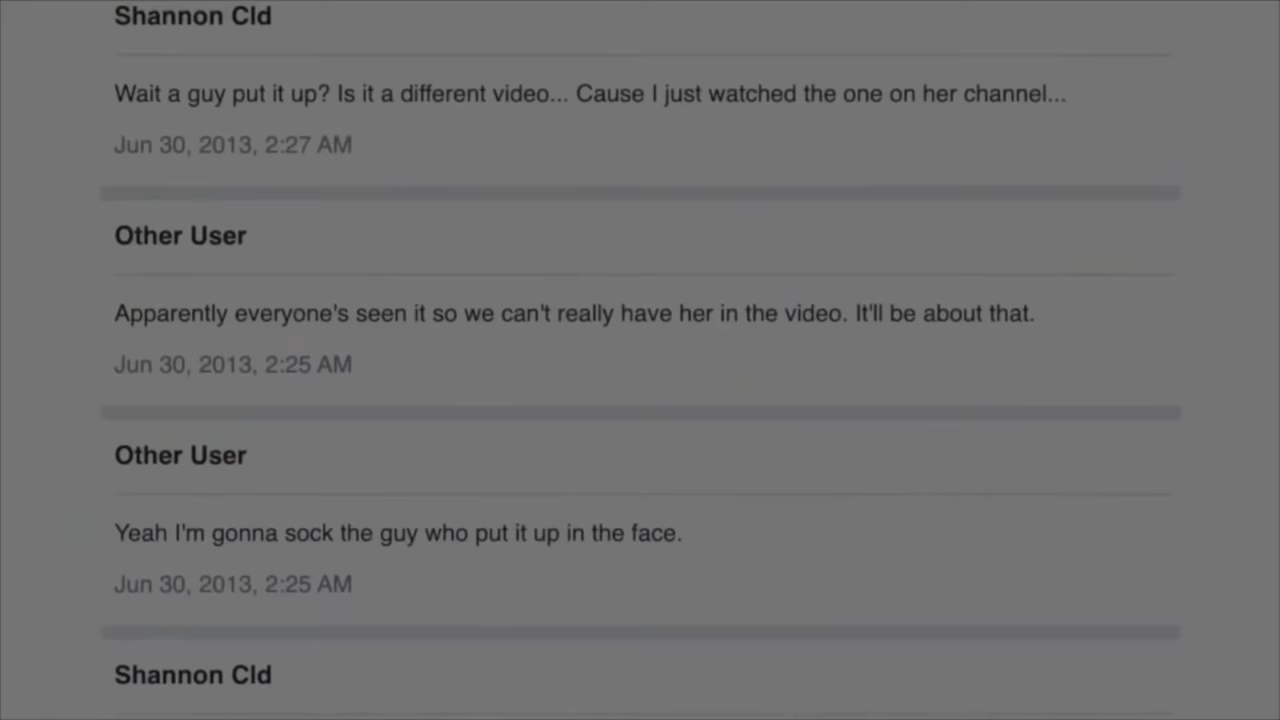 Shannon Cld
Wait a guy put it up? Is it a different video... Cause I just watched the one on her channel...
Jun 30, 2013, 2:27 AM
Other User
Apparently everyone's seen it so we can't really have her in the video. It'll be about that.
Jun 30, 2013, 2:25 AM
Other User
Yeah I'm gonna sock the guy who put it up in the face.
Jun 30, 2013, 2:25 AM
Shannon Cld